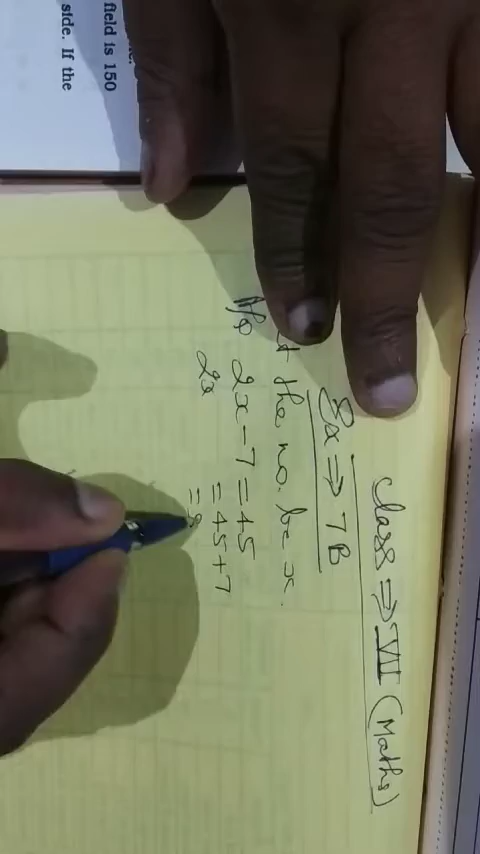 field is 150
side. If the
Class ⇒ VII (Maths)
Ex ⇒ 7B
the no. be x.
A/Q 2x - 7 = 45
2x = 45 + 7
=